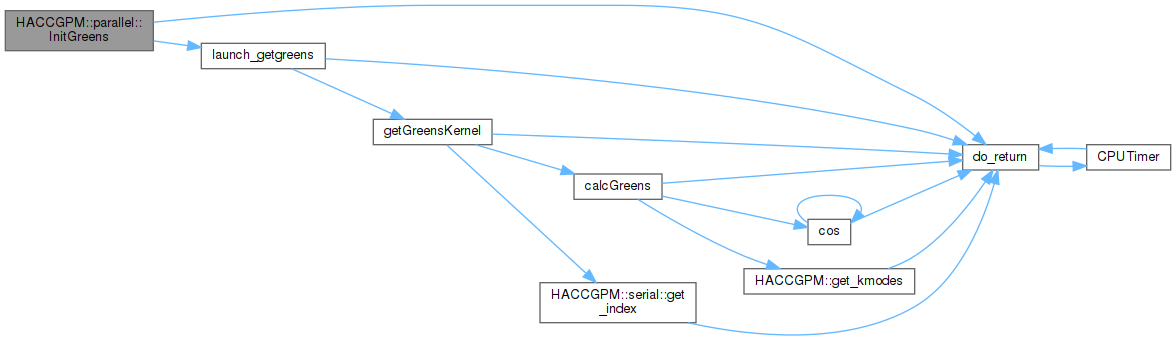 HACCGPM::parallel::
InitGreens
launch_getgreens
getGreensKernel
calcGreens
HACCGPM::serial::get
_index
cos
HACCGPM::get_kmodes
do_return
CPUTimer